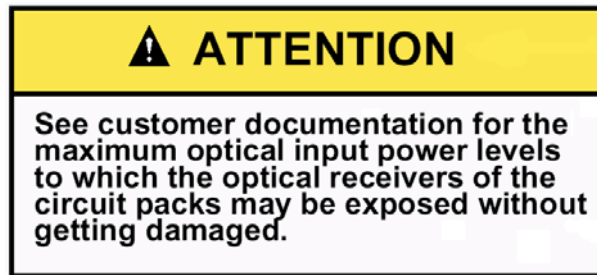 ATTENTION
See customer documentation for the
maximum optical input power levels
to which the optical receivers of the
circuit packs may be exposed without
getting damaged.